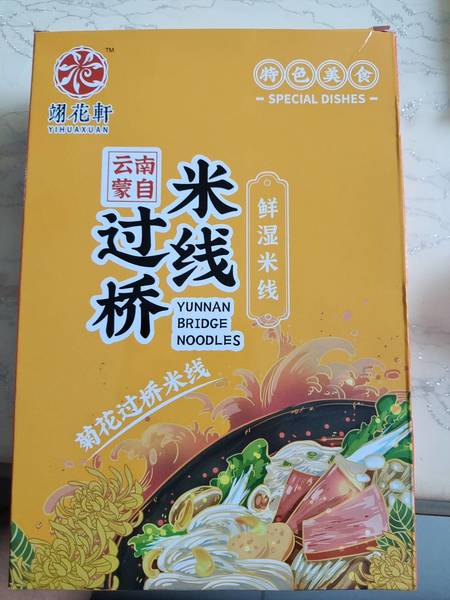 TM
翊花軒
YIHUAXUAN
特色美食
SPECIAL DISHES
云南
蒙自
过桥
米线
YUNNAN
BRIDGE
NOODLES
鲜湿米线
菊花过桥米线